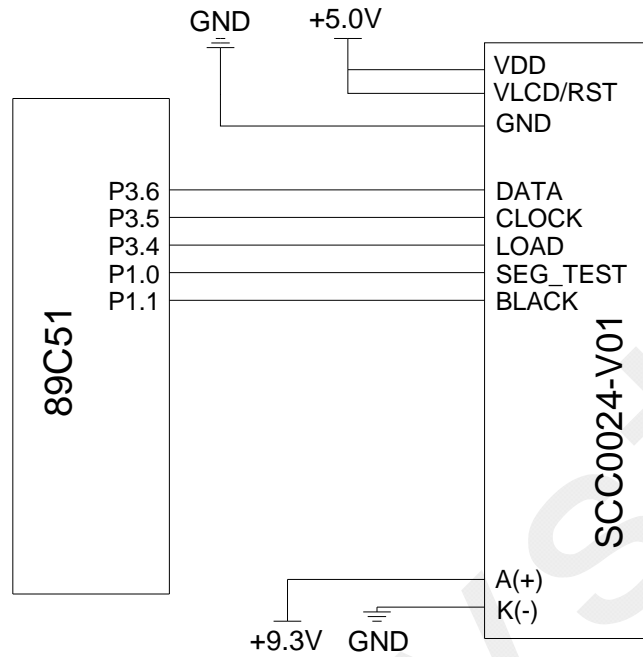 GND
+5.0V
VDD
VLCD/RST
GND
P3.6
DATA
P3.5
CLOCK
P3.4
LOAD
P1.0
SEG_TEST
P1.1
BLACK
89C51
SCC0024-V01
A(+)
K(-)
+9.3V
GND